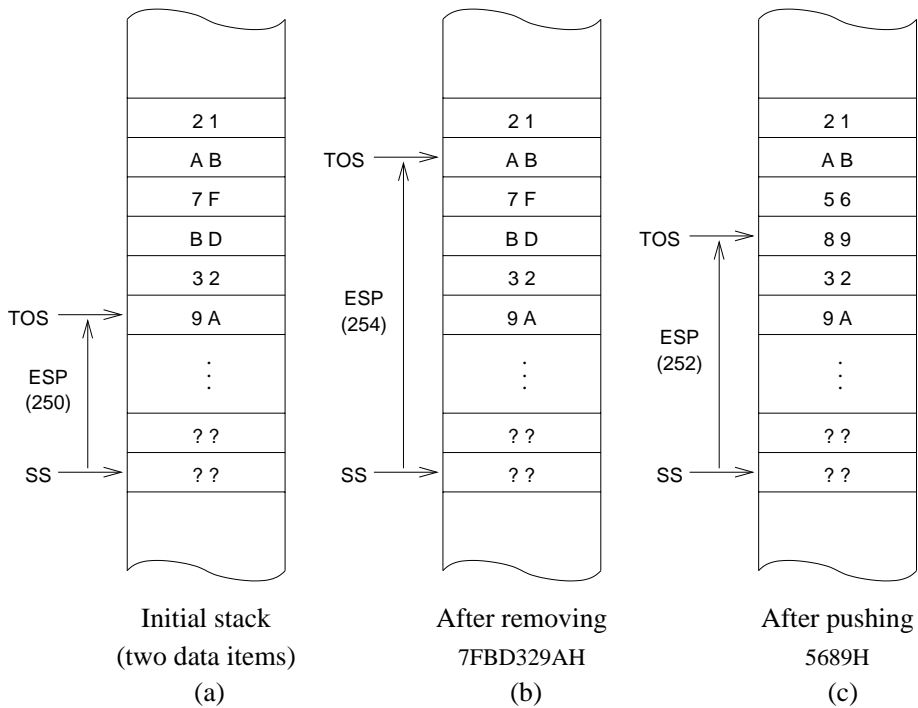 2 1
A B
7 F
B D
3 2
9 A
.
.
.
? ?
? ?
TOS
ESP
(250)
SS
Initial stack
(two data items)
(a)
2 1
A B
7 F
B D
3 2
9 A
.
.
.
? ?
? ?
TOS
ESP
(254)
SS
After removing
7FBD329AH
(b)
2 1
A B
5 6
8 9
3 2
9 A
.
.
.
? ?
? ?
TOS
ESP
(252)
SS
After pushing
5689H
(c)